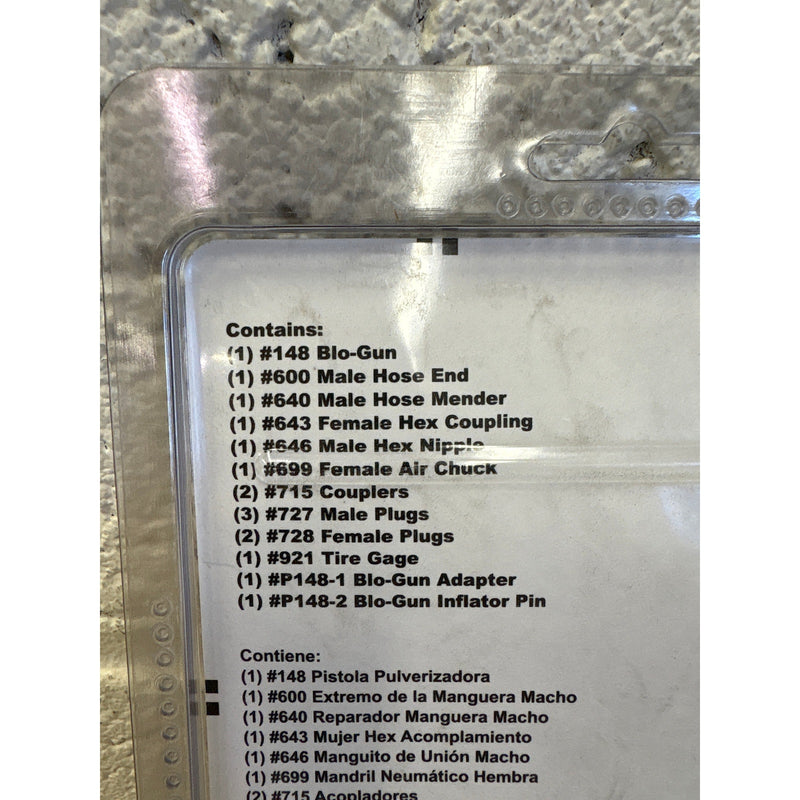 Contains:
(1) #148 Blo-Gun
(1) #600 Male Hose End
(1) #640 Male Hose Mender
(1) #643 Female Hex Coupling
(1) #646 Male Hex Nipple
(1) #699 Female Air Chuck
(2) #715 Couplers
(3) #727 Male Plugs
(2) #728 Female Plugs
(1) #921 Tire Gage
(1) #P148-1 Blo-Gun Adapter
(1) #P148-2 Blo-Gun Inflator Pin
Contiene:
(1) #148 Pistola Pulverizadora
(1) #600 Extremo de la Manguera Macho
(1) #640 Reparador Manguera Macho
(1) #643 Mujer Hex Acomplamiento
(1) #646 Manguito de Unión Macho
(1) #699 Mandril Neumático Hembra
(2) #715 Acopladores